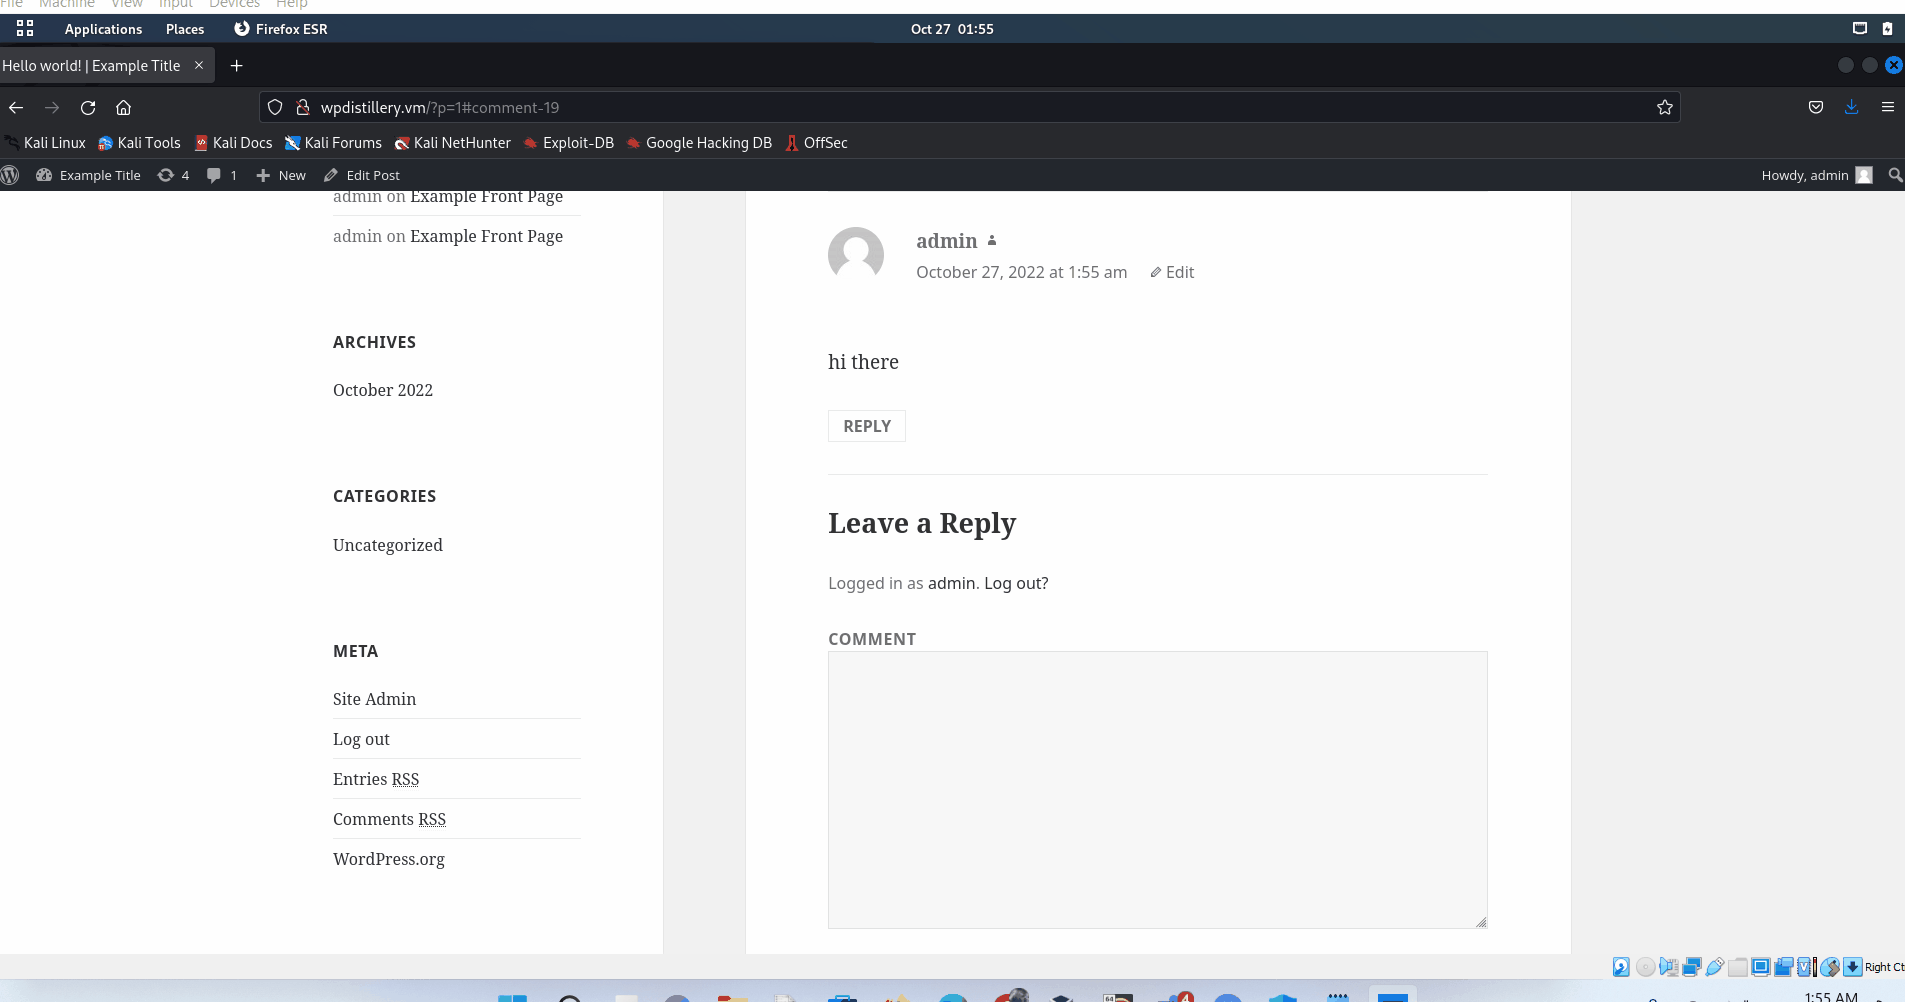 File Machine View Input Devices Help
Applications Places Firefox ESR Oct 27 01:55
Hello world! | Example Title
wpdistillery.vm/?p=1#comment-19
Kali Linux Kali Tools Kali Docs Kali Forums Kali NetHunter Exploit-DB Google Hacking DB OffSec
Example Title 4 1 New Edit Post Howdy, admin
admin on Example Front Page
admin on Example Front Page
ARCHIVES
October 2022
CATEGORIES
Uncategorized
META
Site Admin
Log out
Entries RSS
Comments RSS
WordPress.org
admin
October 27, 2022 at 1:55 am Edit
hi there
REPLY
Leave a Reply
Logged in as admin. Log out?
COMMENT
Right Ct
64
4
1:55 AM